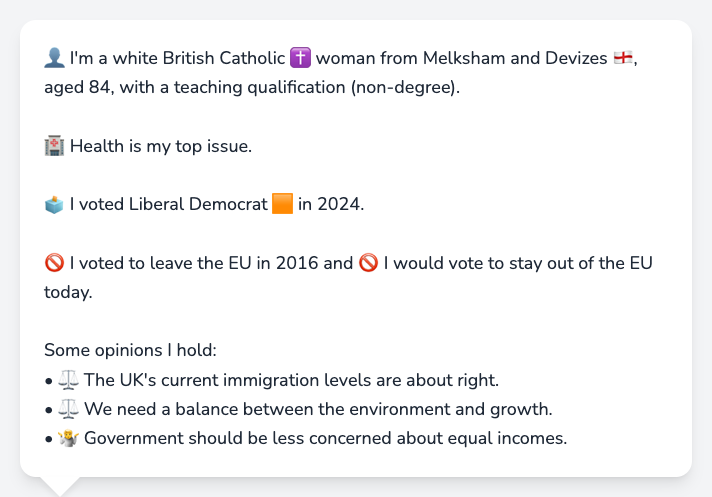 👤 I'm a white British Catholic ✝️ woman from Melksham and Devizes 🏴󠁧󠁢󠁥󠁮󠁧󠁿,
aged 84, with a teaching qualification (non-degree).
🏥 Health is my top issue.
🗳️ I voted Liberal Democrat 🟧 in 2024.
🚫 I voted to leave the EU in 2016 and 🚫 I would vote to stay out of the EU
today.
Some opinions I hold:
• ⚖️ The UK's current immigration levels are about right.
• ⚖️ We need a balance between the environment and growth.
• 🤷 Government should be less concerned about equal incomes.